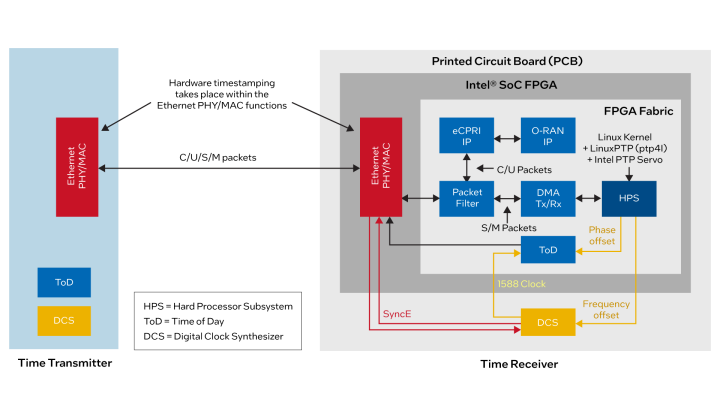 Printed Circuit Board (PCB)
Intel® SoC FPGA
FPGA Fabric
Hardware timestamping
takes place within the
Ethernet PHY/MAC functions
Ethernet
PHY/MAC
C/U/S/M packets
Ethernet
PHY/MAC
eCPRI
IP
O-RAN
IP
Linux Kernel
+ LinuxPTP (ptp4l)
+ Intel PTP Servo
C/U Packets
Packet
Filter
DMA
Tx/Rx
HPS
S/M Packets
Phase
offset
ToD
1588 Clock
Frequency
offset
SyncE
DCS
ToD
DCS
HPS = Hard Processor Subsystem
ToD = Time of Day
DCS = Digital Clock Synthesizer
Time Transmitter
Time Receiver